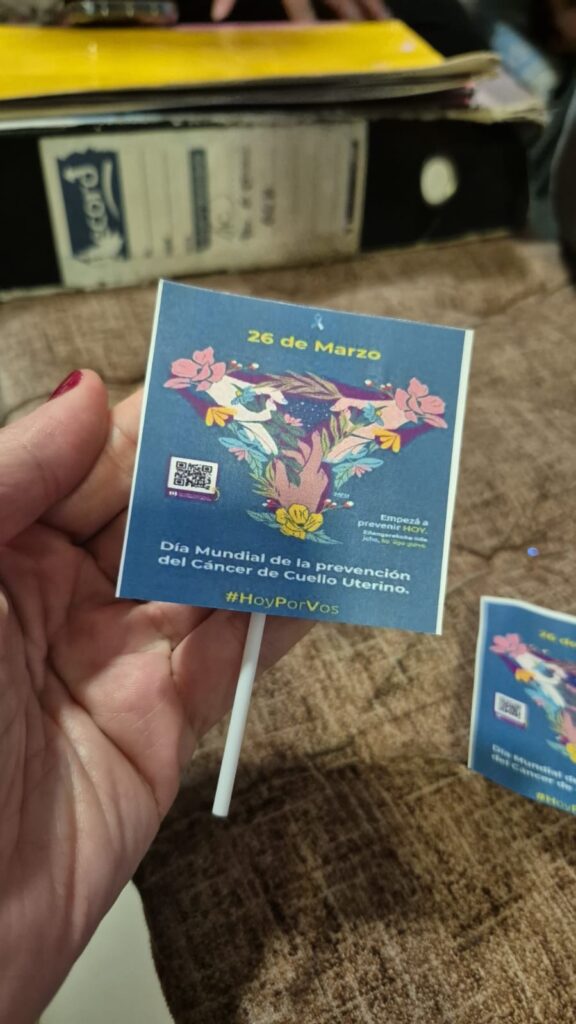 Accord
26 de Marzo
Empezá a
prevenir HOY.
Día Mundial de la prevención
del Cáncer de Cuello Uterino.
#HoyPorVos
26 de
Día Mundial de
del Cáncer de